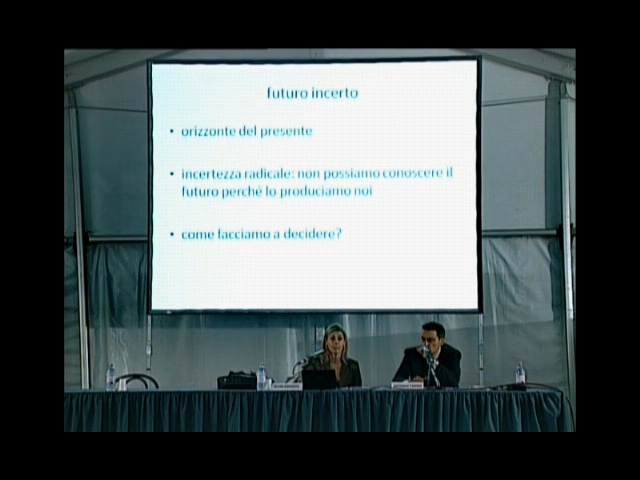 futuro incerto
• orizzonte del presente
• incertezza radicale: non possiamo conoscere il
futuro perché lo produciamo noi
• come facciamo a decidere?